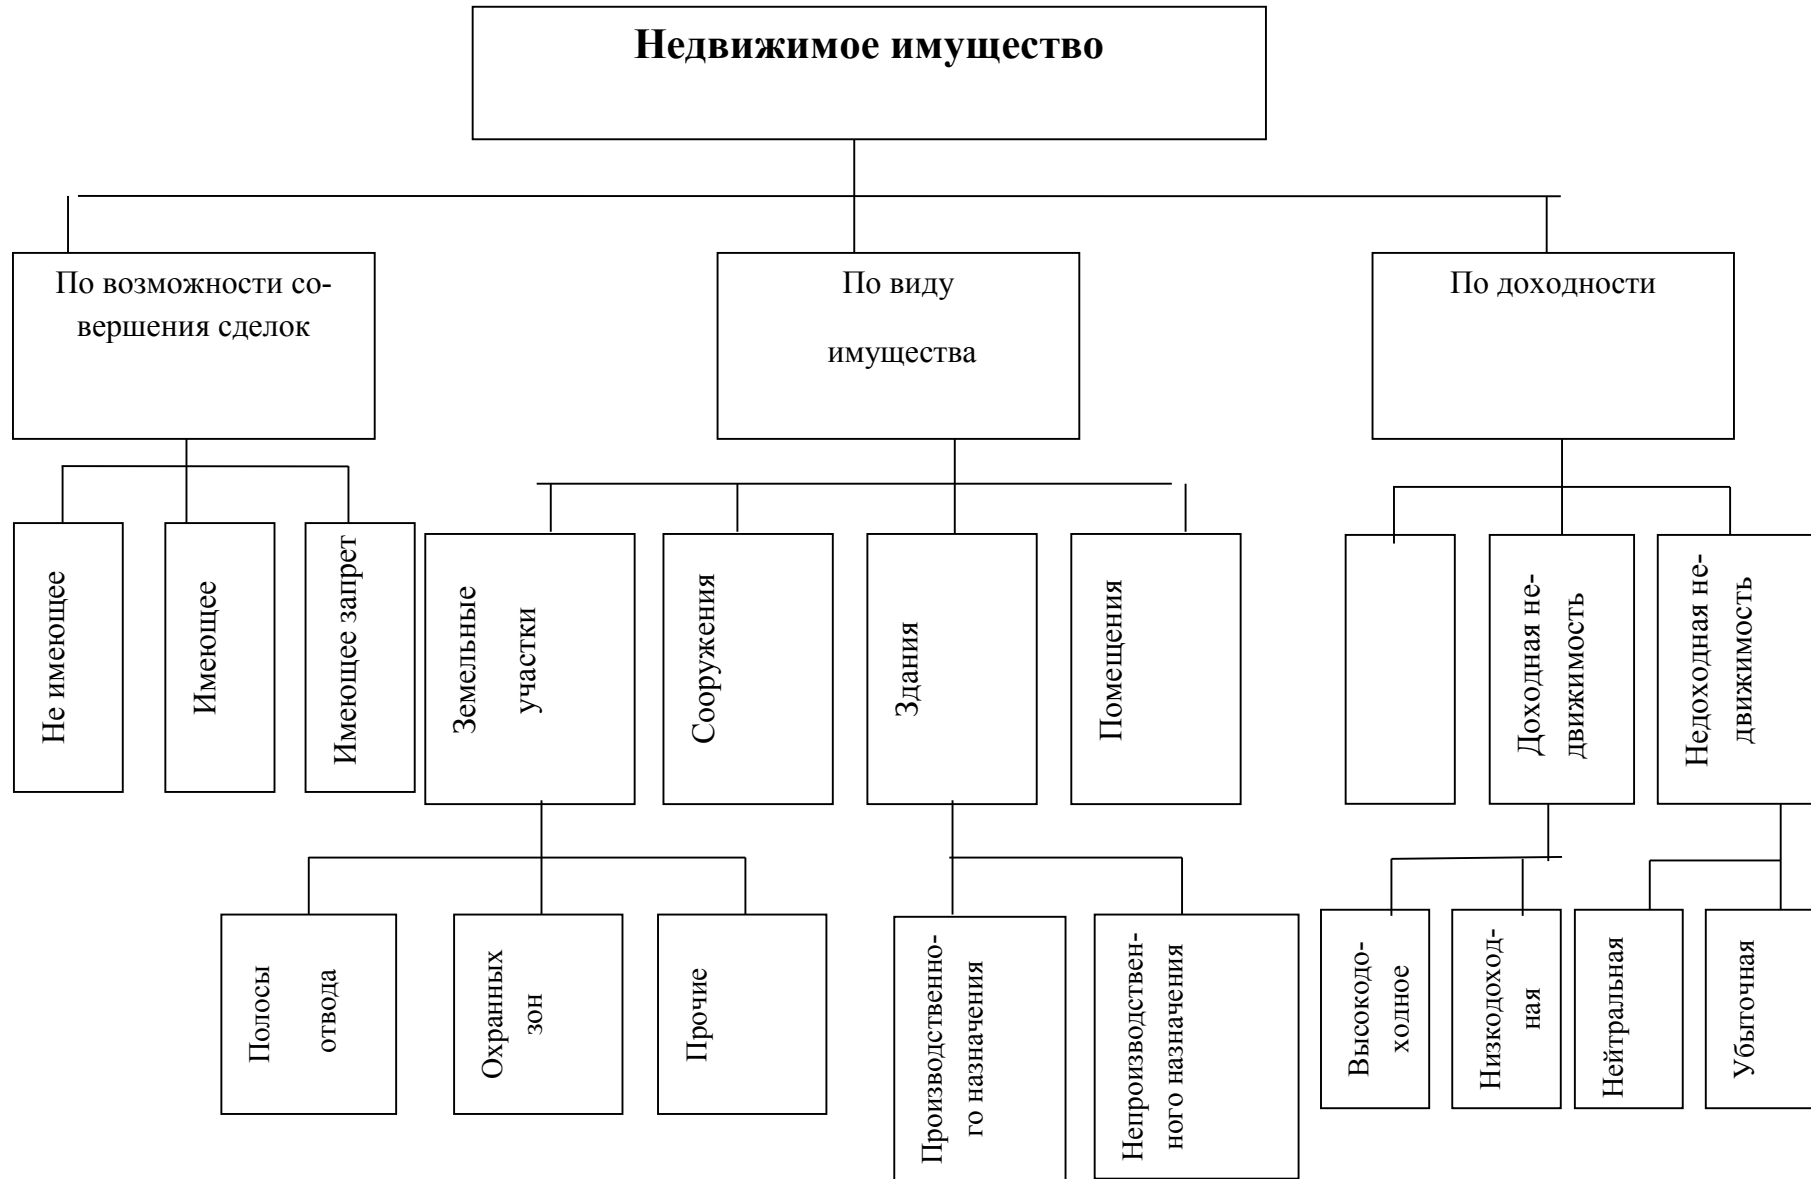 Недвижимое имущество
По возможности со-
вершения сделок
По виду
имущества
По доходности
Не имеющее
Имеющее
Имеющее запрет
Земельные
участки
Сооружения
Здания
Помещения
Доходная не-
движимость
Недоходная не-
движимость
Полосы
отвода
Охранных
зон
Прочие
Производственно-
го назначения
Непроизводствен-
ного назначения
Высокодо-
ходное
Низкодоход-
ная
Нейтральная
Убыточная